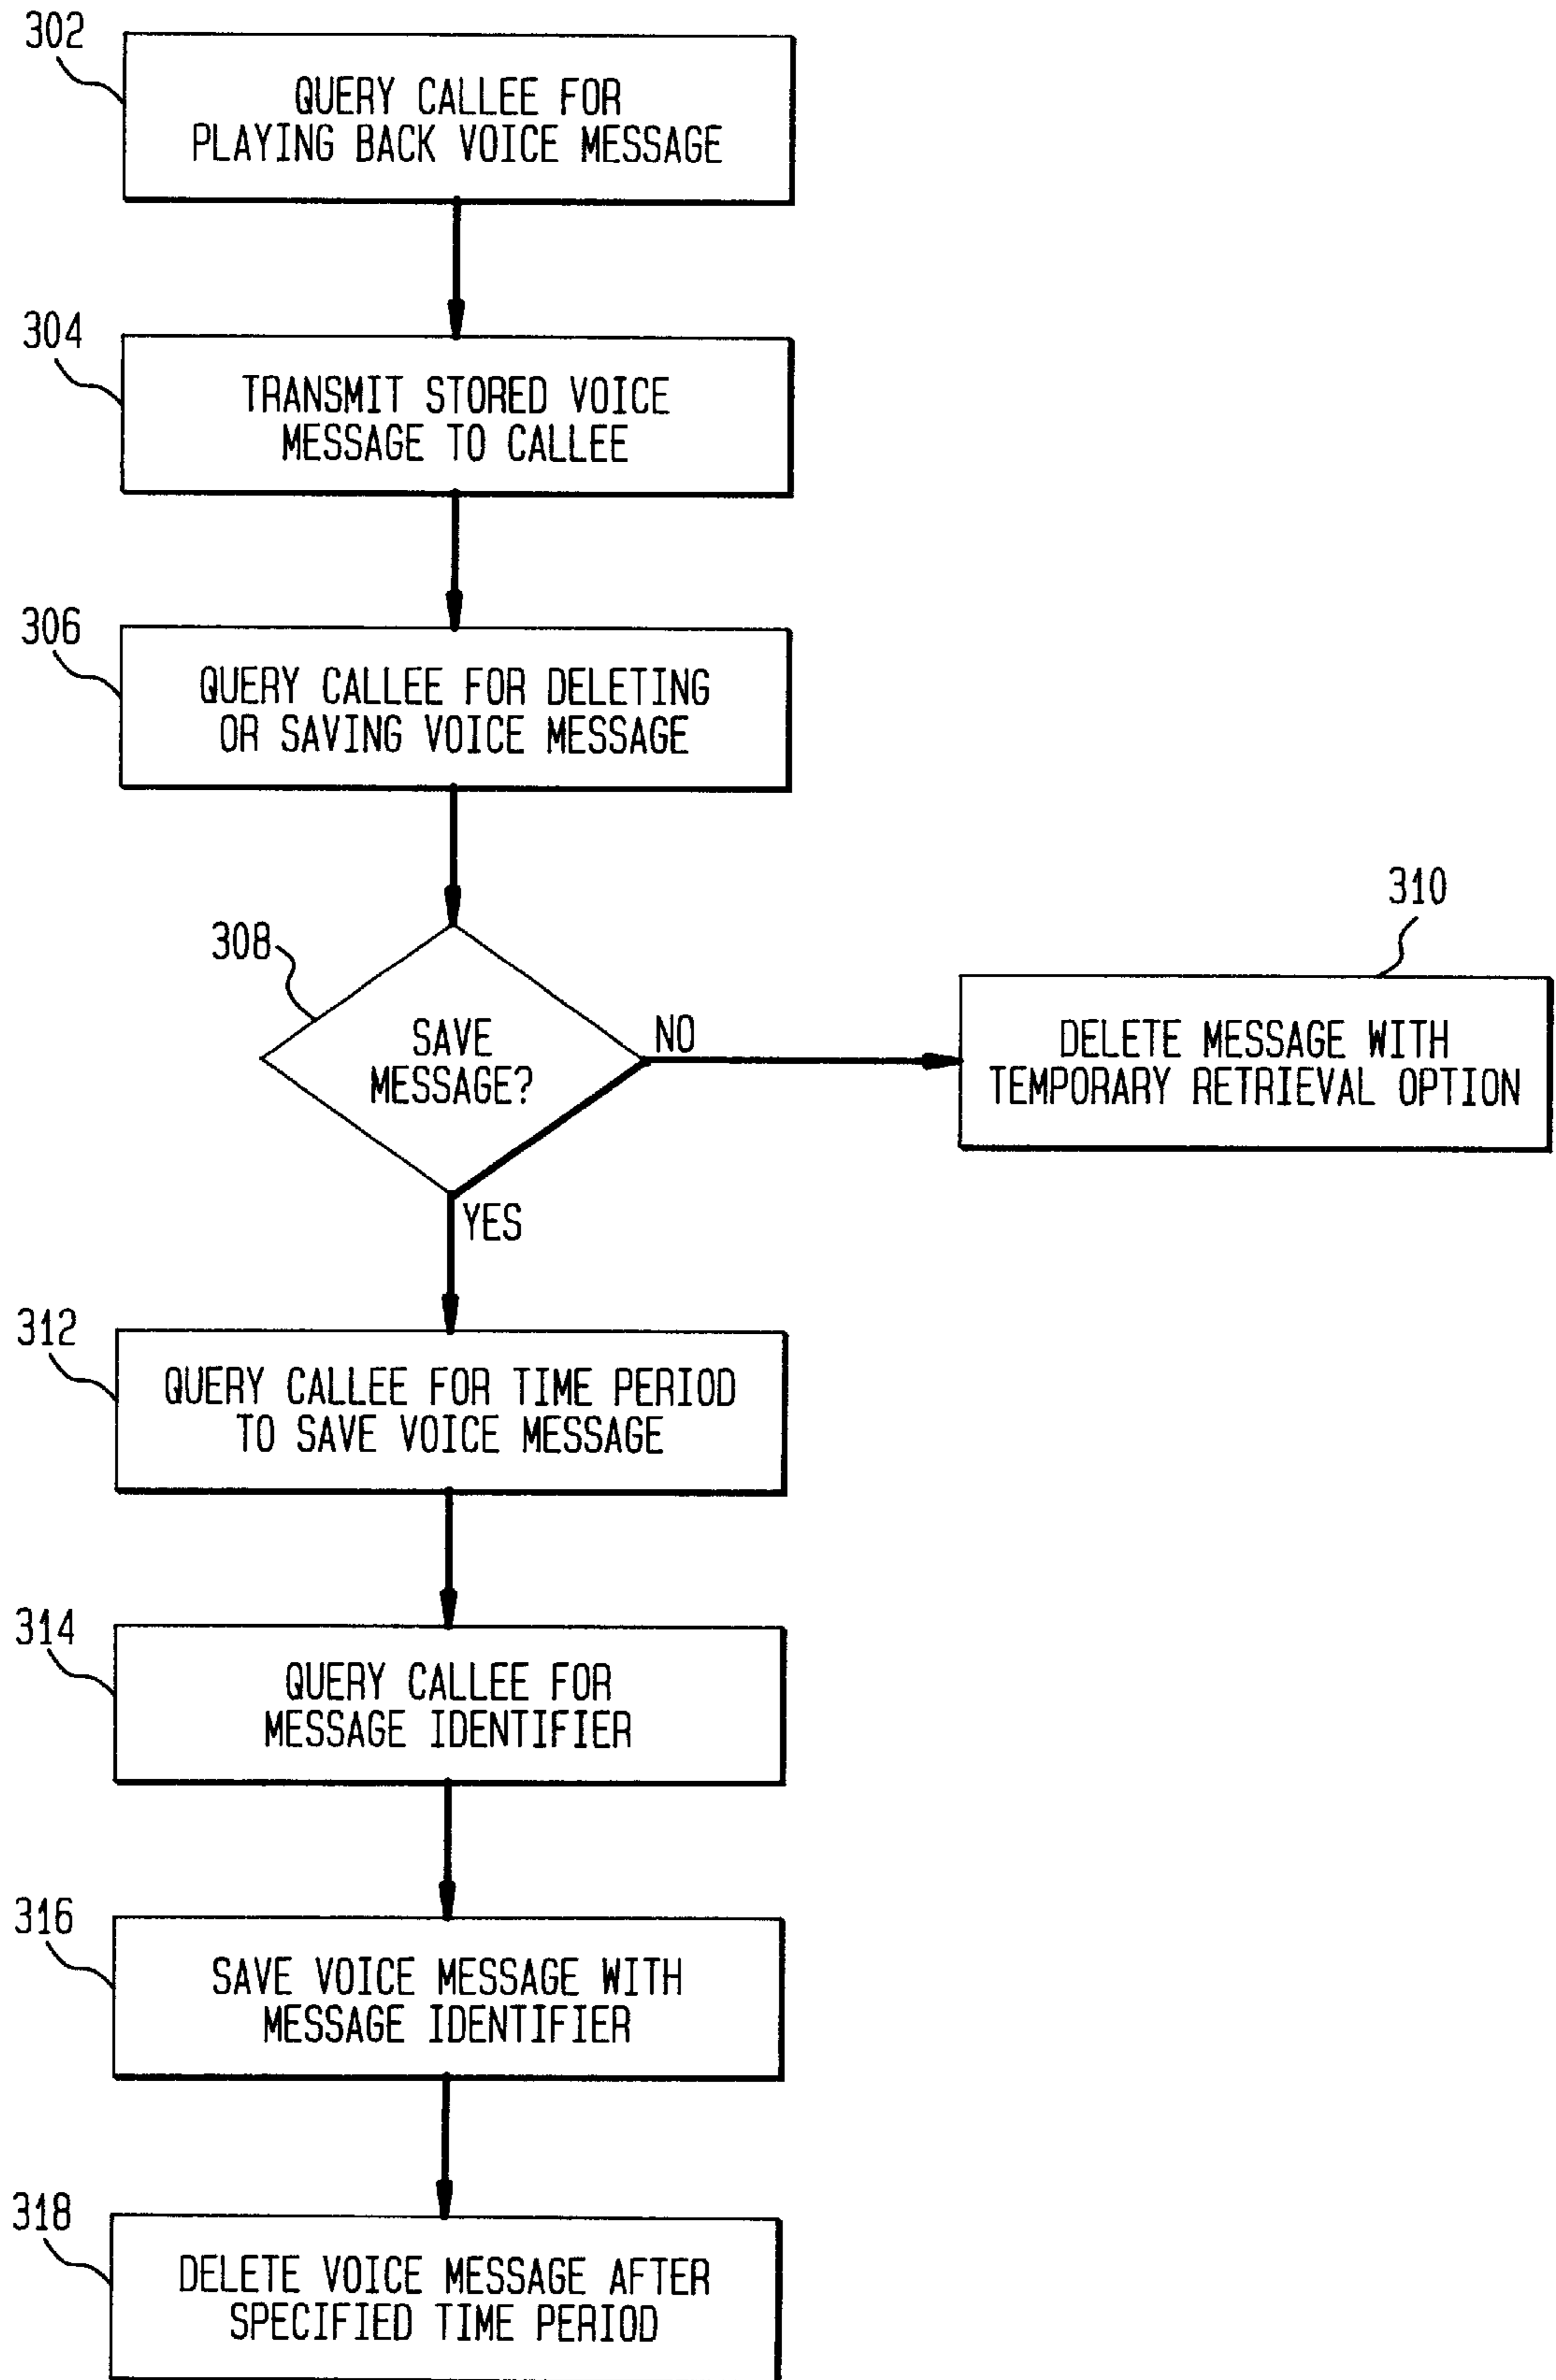 302
QUERY CALLEE FOR
PLAYING BACK VOICE MESSAGE
304
TRANSMIT STORED VOICE
MESSAGE TO CALLEE
306
QUERY CALLEE FOR DELETING
OR SAVING VOICE MESSAGE
308
SAVE
MESSAGE?
NO
310
DELETE MESSAGE WITH
TEMPORARY RETRIEVAL OPTION
YES
312
QUERY CALLEE FOR TIME PERIOD
TO SAVE VOICE MESSAGE
314
QUERY CALLEE FOR
MESSAGE IDENTIFIER
316
SAVE VOICE MESSAGE WITH
MESSAGE IDENTIFIER
318
DELETE VOICE MESSAGE AFTER
SPECIFIED TIME PERIOD